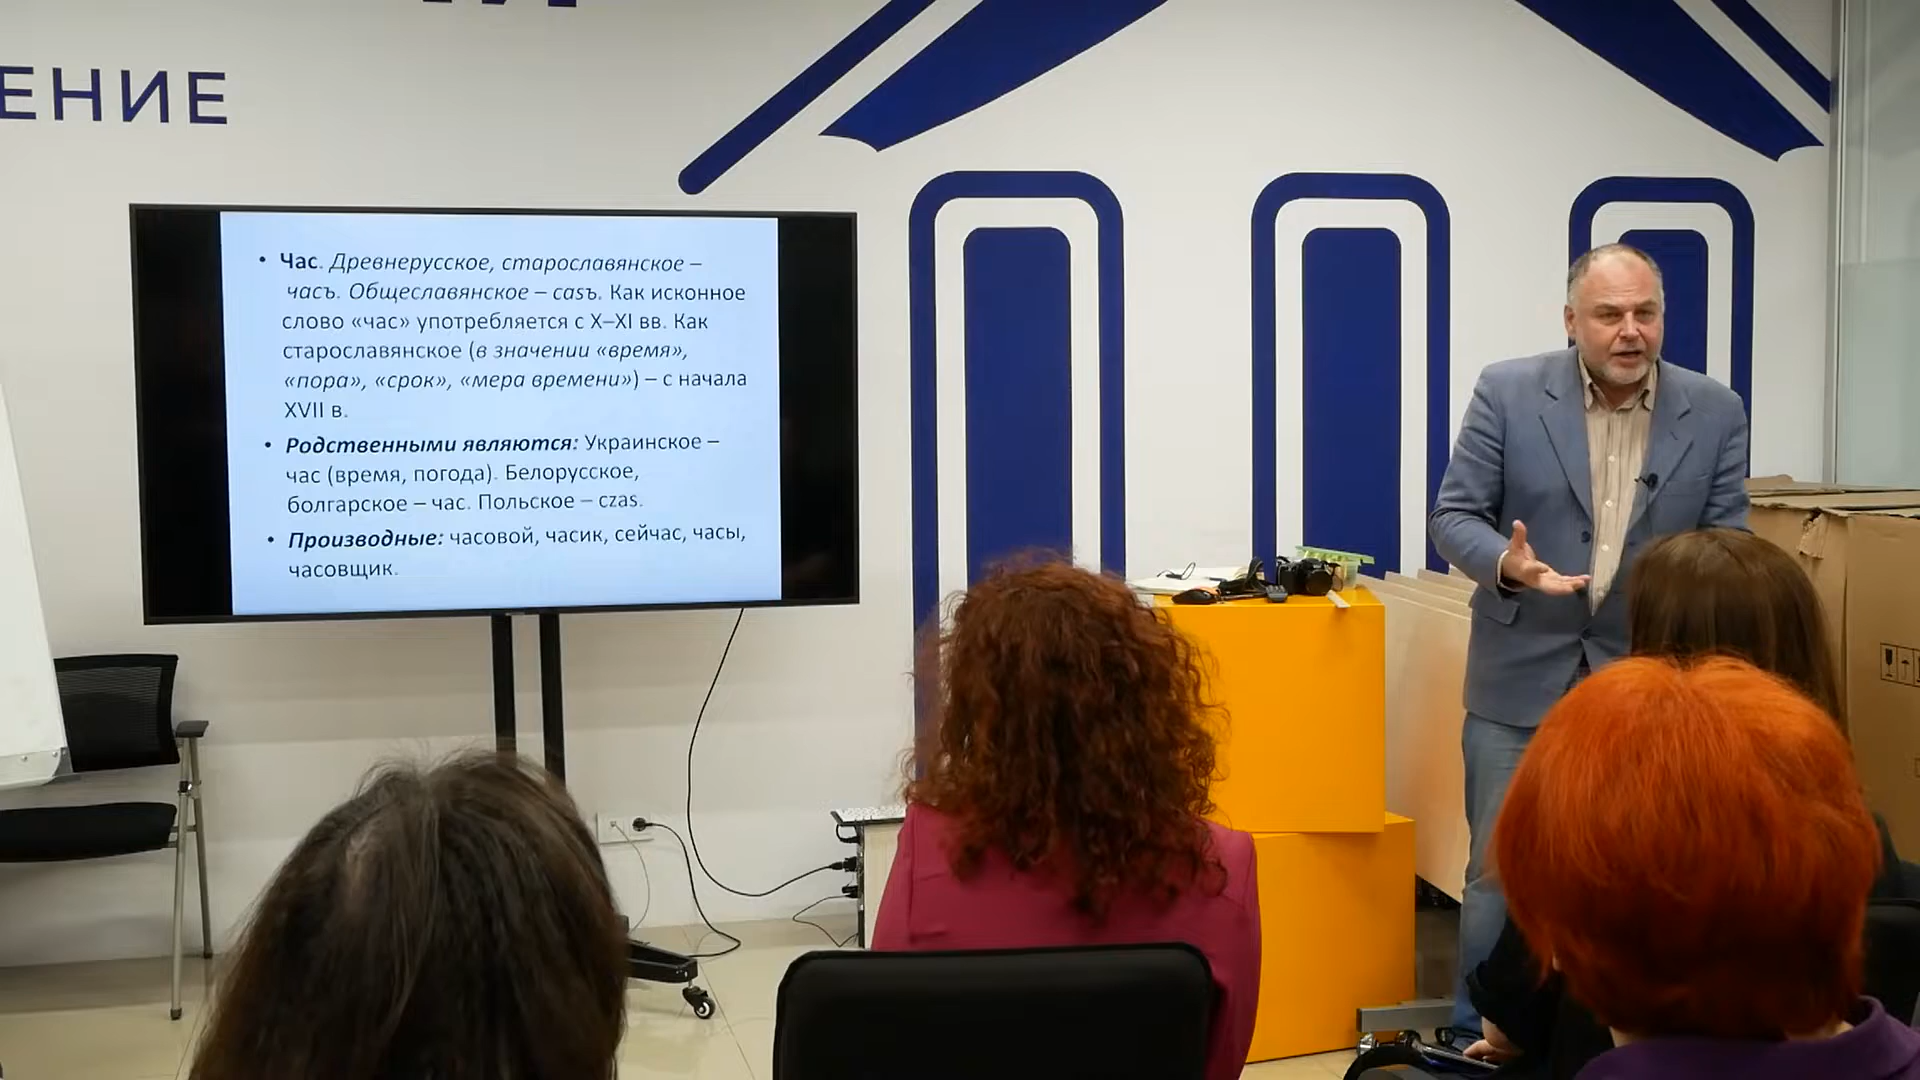 ЕНИЕ
• Час. Древнерусское, старославянское –
часъ. Общеславянское – casъ. Как исконное
слово «час» употребляется с X–XI вв. Как
старославянское (в значении «время»,
«пора», «срок», «мера времени») – с начала
XVII в.
• Родственными являются: Украинское –
час (время, погода). Белорусское,
болгарское – час. Польское – czas.
• Производные: часовой, часик, сейчас, часы,
часовщик.